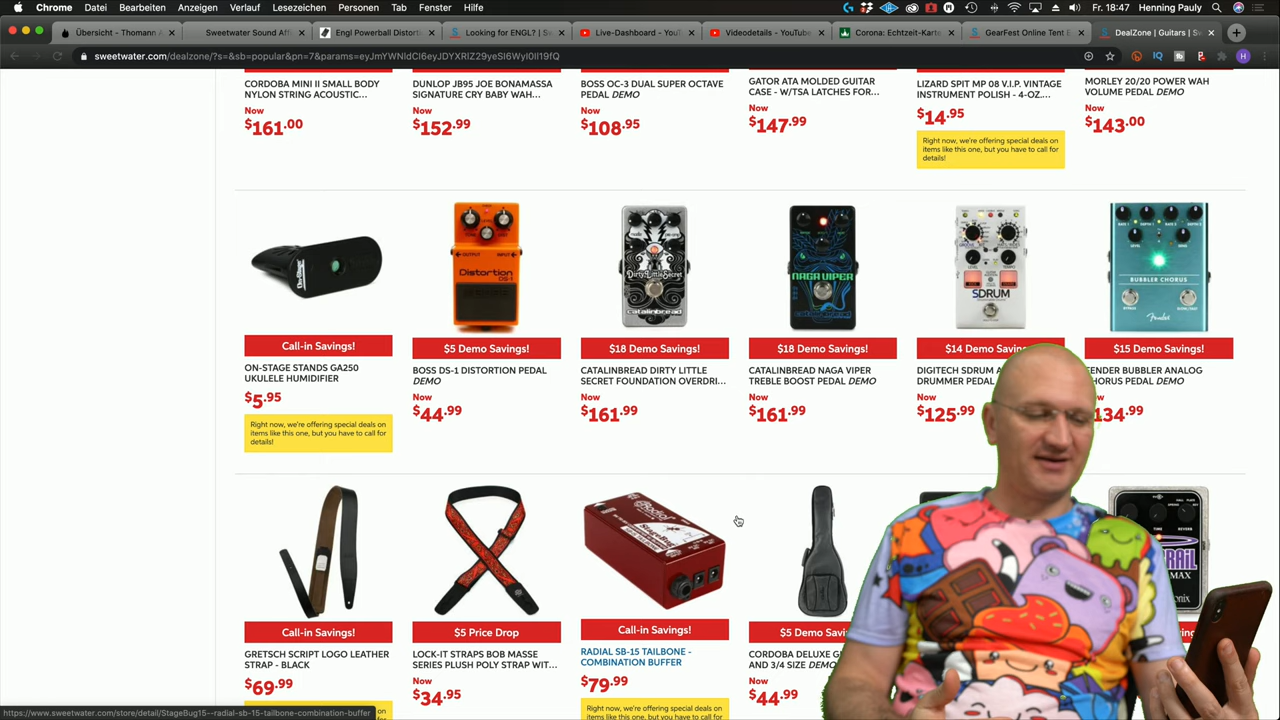 Chrome Datei Bearbeiten Anzeigen Verlauf Lesezeichen Personen Tab Fenster Hilfe
Fr. 18:47 Henning Pauly
Übersicht - Thomann A
Sweetwater Sound Aff
Engl Powerball Distorti
Looking for ENGL? | Sw
Live-Dashboard - YouTu
Videodetails - YouTube
Corona: Echtzeit-Karte
GearFest Online Tent E
DealZone | Guitars | Sw
sweetwater.com/dealzone/?s=&sb=popular&pn=7&params=eyJmYWNldCI6eyJDYXRlZ29yeSI6WyI0Il19fQ
CORDOBA MINI II SMALL BODY
NYLON STRING ACOUSTIC...
Now
$161.00
DUNLOP JB95 JOE BONAMASSA
SIGNATURE CRY BABY WAH...
Now
$152.99
BOSS OC-3 DUAL SUPER OCTAVE
PEDAL DEMO
Now
$108.95
GATOR ATA MOLDED GUITAR
CASE - W/TSA LATCHES FOR...
Now
$147.99
LIZARD SPIT MP 08 V.I.P. VINTAGE
INSTRUMENT POLISH - 4-OZ....
$14.95
Right now, we're offering special deals on
items like this one, but you have to call for
details!
MORLEY 20/20 POWER WAH
VOLUME PEDAL DEMO
Now
$143.00
Call-in Savings!
ON-STAGE STANDS GA250
UKULELE HUMIDIFIER
$5.95
Right now, we're offering special deals on
items like this one, but you have to call for
details!
Distortion
DS-1
$5 Demo Savings!
BOSS DS-1 DISTORTION PEDAL
DEMO
Now
$44.99
DirtyLittleSecret
catalinbread
$18 Demo Savings!
CATALINBREAD DIRTY LITTLE
SECRET FOUNDATION OVERDRI...
Now
$161.99
NAGA VIPER
$18 Demo Savings!
CATALINBREAD NAGA VIPER
TREBLE BOOST PEDAL DEMO
Now
$161.99
SDRUM
$14 Demo Savings!
DIGITECH SDRUM
DRUMMER PEDAL
Now
$125.99
BUBBLER CHORUS
Fender
$15 Demo Savings!
FENDER BUBBLER ANALOG
CHORUS PEDAL DEMO
134.99
Call-in Savings!
GRETSCH SCRIPT LOGO LEATHER
STRAP - BLACK
$69.99
$5 Price Drop
LOCK-IT STRAPS BOB MASSE
SERIES PLUSH POLY STRAP WIT...
Now
$34.95
Radial
Call-in Savings!
RADIAL SB-15 TAILBONE -
COMBINATION BUFFER
$79.99
Right now, we're offering special deals on
items like this one, but you have to call for
$5 Demo Savi
CORDOBA DELUXE G
AND 3/4 SIZE DEMO
Now
$44.99
https://www.sweetwater.com/store/detail/StageBug15--radial-sb-15-tailbone-combination-buffer